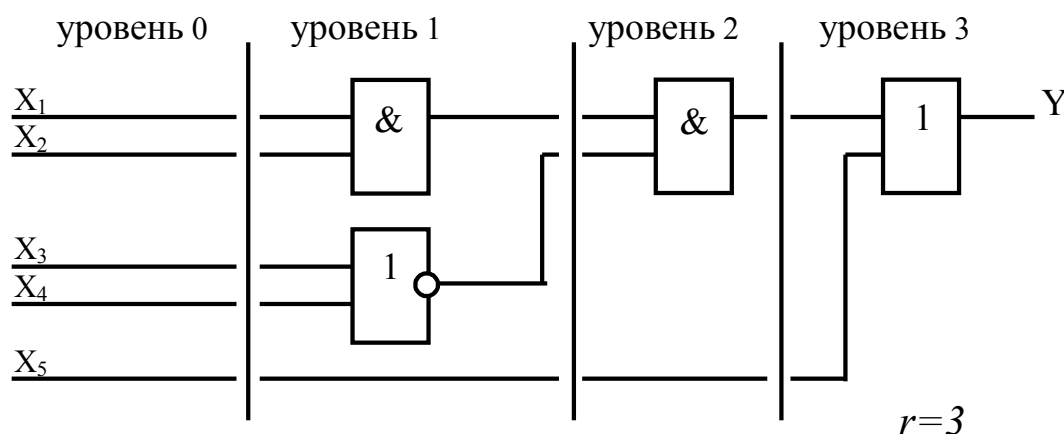 уровень 0 уровень 1 уровень 2 уровень 3
X₁ & & 1 Y
X₂
X₃ 1
X₄
X₅
r=3